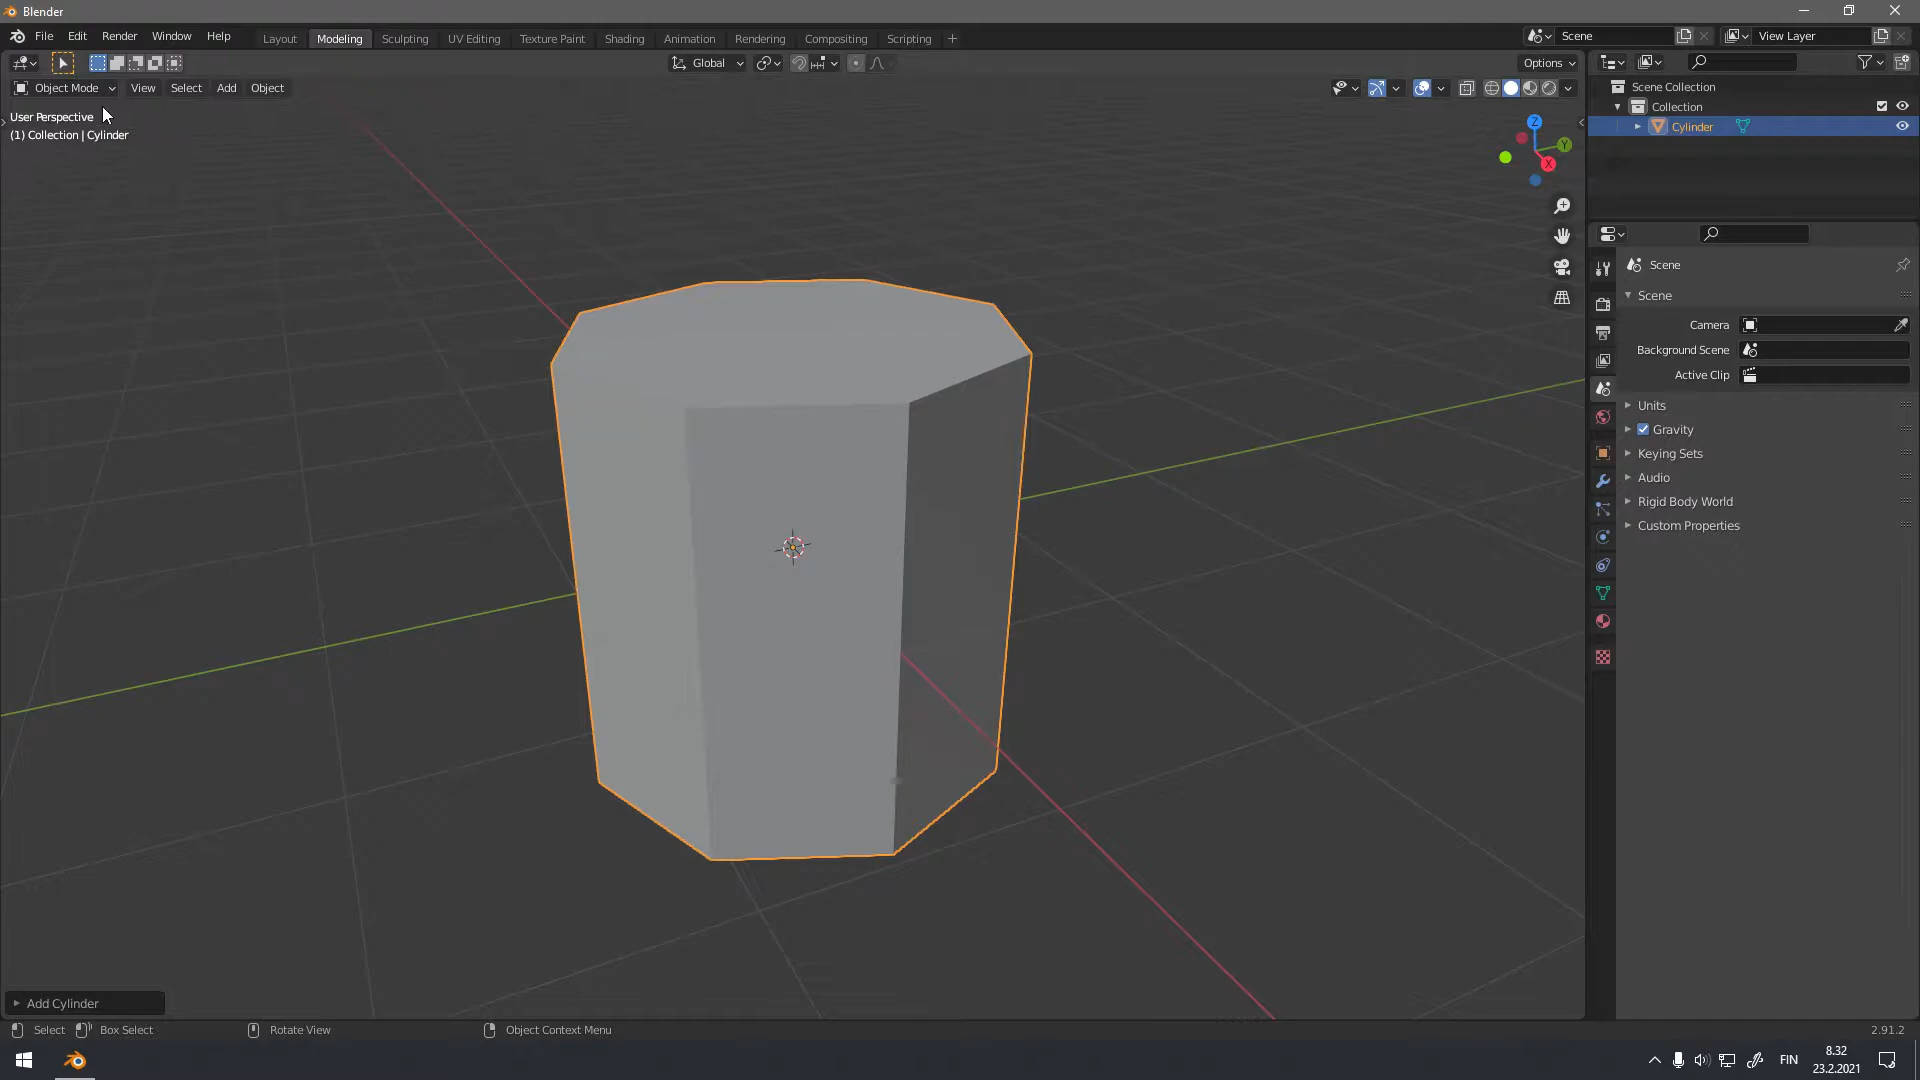 Blender
File Edit Render Window Help Layout Modeling Sculpting UV Editing Texture Paint Shading Animation Rendering Compositing Scripting + Scene View Layer
Global Options
Object Mode View Select Add Object
User Perspective
(1) Collection | Cylinder
Z
Y
X
Scene Collection
Collection
Cylinder
Scene
Scene
Camera
Background Scene
Active Clip
Units
Gravity
Keying Sets
Audio
Rigid Body World
Custom Properties
Add Cylinder
Select Box Select Rotate View Object Context Menu 2.91.2
FIN 8.32
23.2.2021